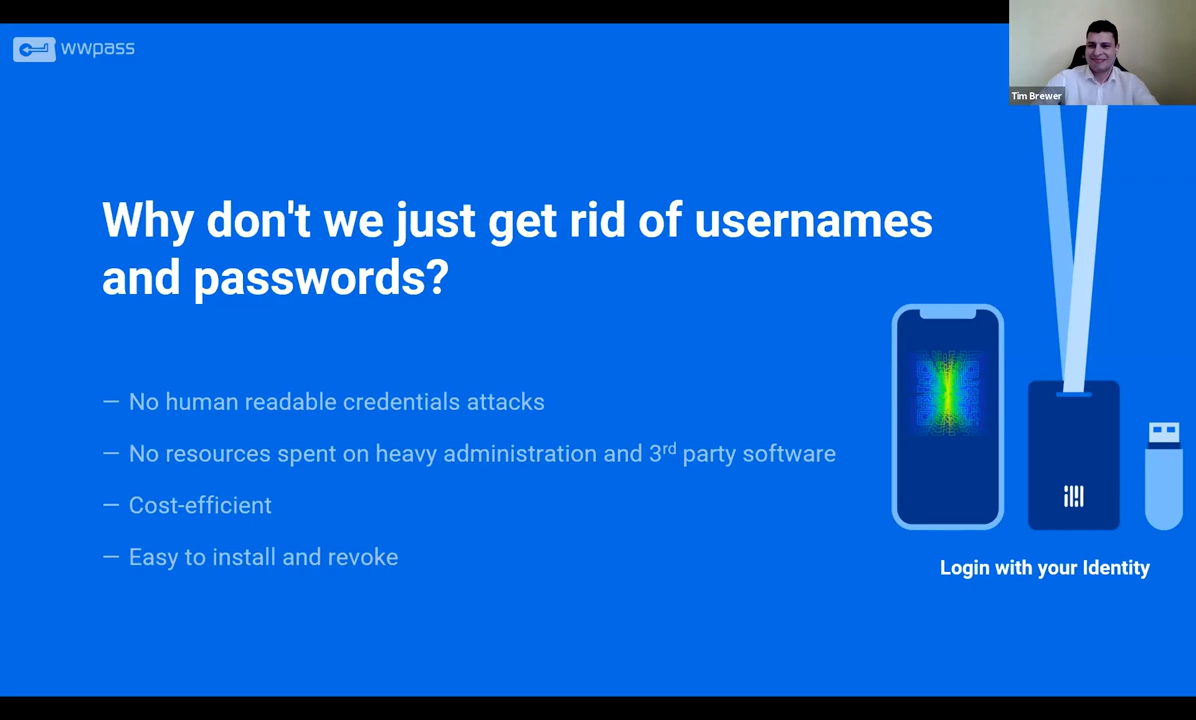 wwpass
Tim Brewer
Why don't we just get rid of usernames
and passwords?
— No human readable credentials attacks
— No resources spent on heavy administration and 3rd party software
— Cost-efficient
— Easy to install and revoke
Login with your Identity